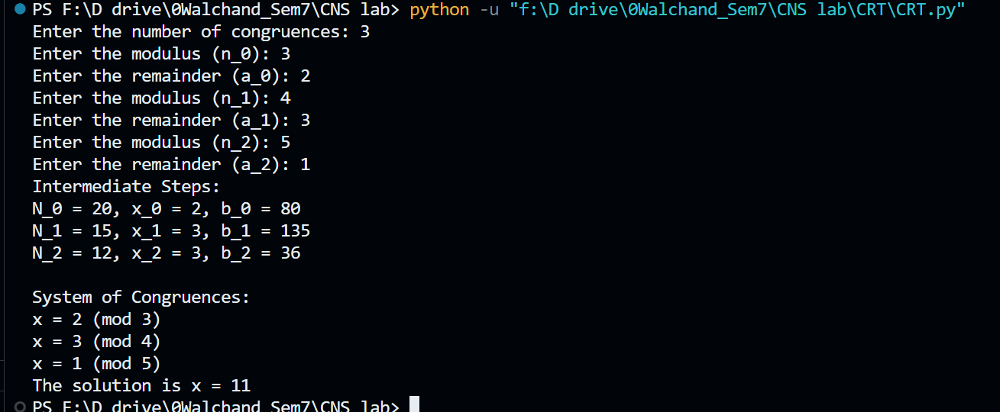 PS F:\D drive\0Walchand_Sem7\CNS lab> python -u "f:\D drive\0Walchand_Sem7\CNS lab\CRT\CRT.py"
Enter the number of congruences: 3
Enter the modulus (n_0): 3
Enter the remainder (a_0): 2
Enter the modulus (n_1): 4
Enter the remainder (a_1): 3
Enter the modulus (n_2): 5
Enter the remainder (a_2): 1
Intermediate Steps:
N_0 = 20, x_0 = 2, b_0 = 80
N_1 = 15, x_1 = 3, b_1 = 135
N_2 = 12, x_2 = 3, b_2 = 36
System of Congruences:
x = 2 (mod 3)
x = 3 (mod 4)
x = 1 (mod 5)
The solution is x = 11
PS F:\D drive\0Walchand_Sem7\CNS lab>